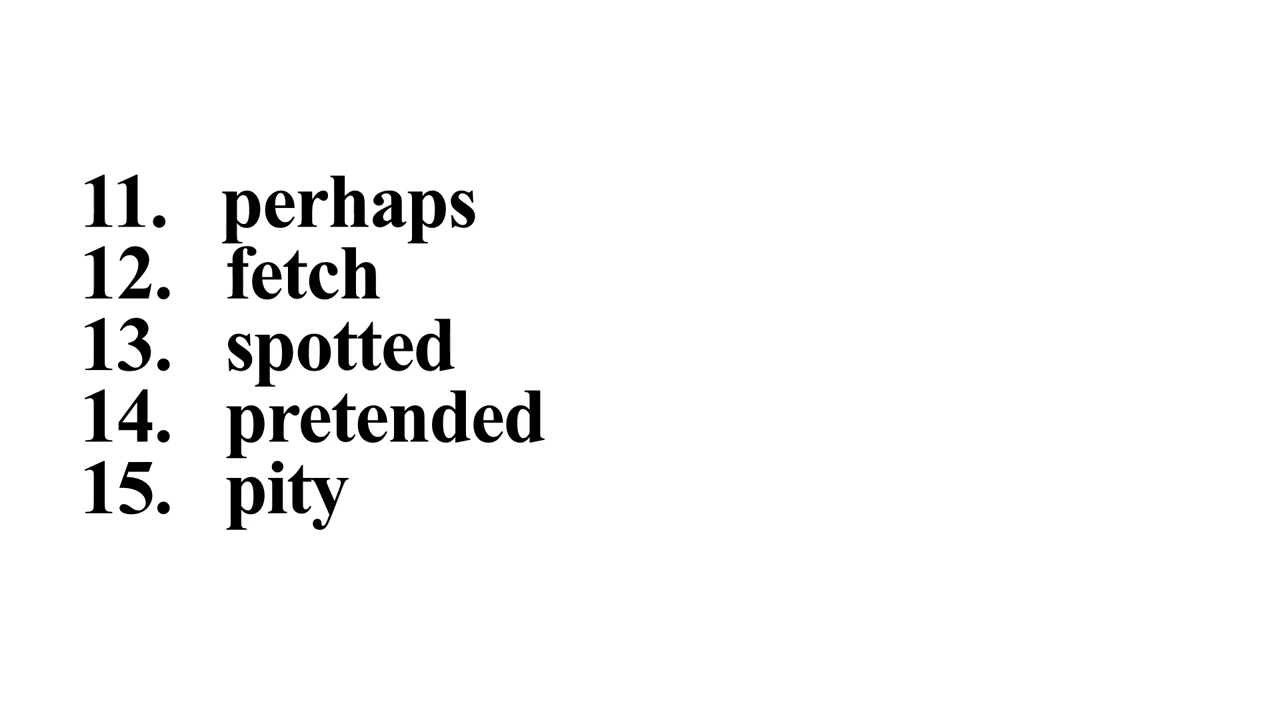 11. perhaps
12. fetch
13. spotted
14. pretended
15. pity